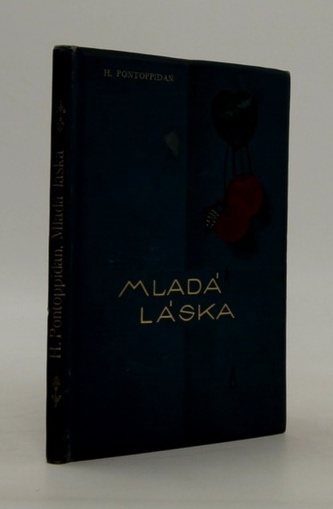 H. PONTOPPIDAN
MLADÁ
LÁSKA
H. Pontoppidan, Mladá láska